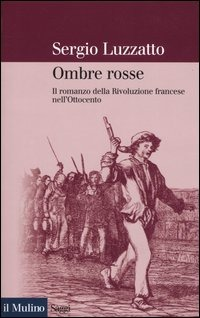 Sergio Luzzatto
Ombre rosse
Il romanzo della Rivoluzione francese
nell'Ottocento
il Mulino
Saggi